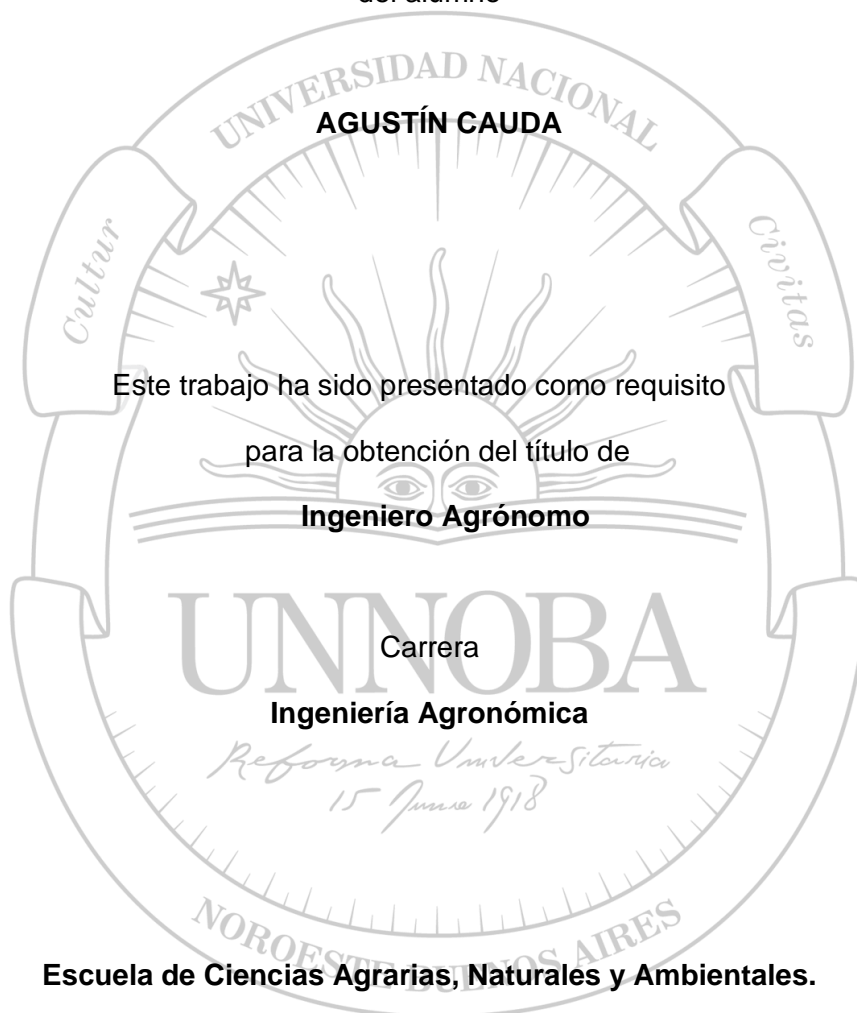 del alumno
UNIVERSIDAD NACIONAL
AGUSTÍN CAUDA
Cultur
Civitas
Este trabajo ha sido presentado como requisito
para la obtención del título de
Ingeniero Agrónomo
UNNOBA
Carrera
Ingeniería Agronómica
Reforma Universitaria
15 Junio 1918
NOROESTE BUENOS AIRES
Escuela de Ciencias Agrarias, Naturales y Ambientales.